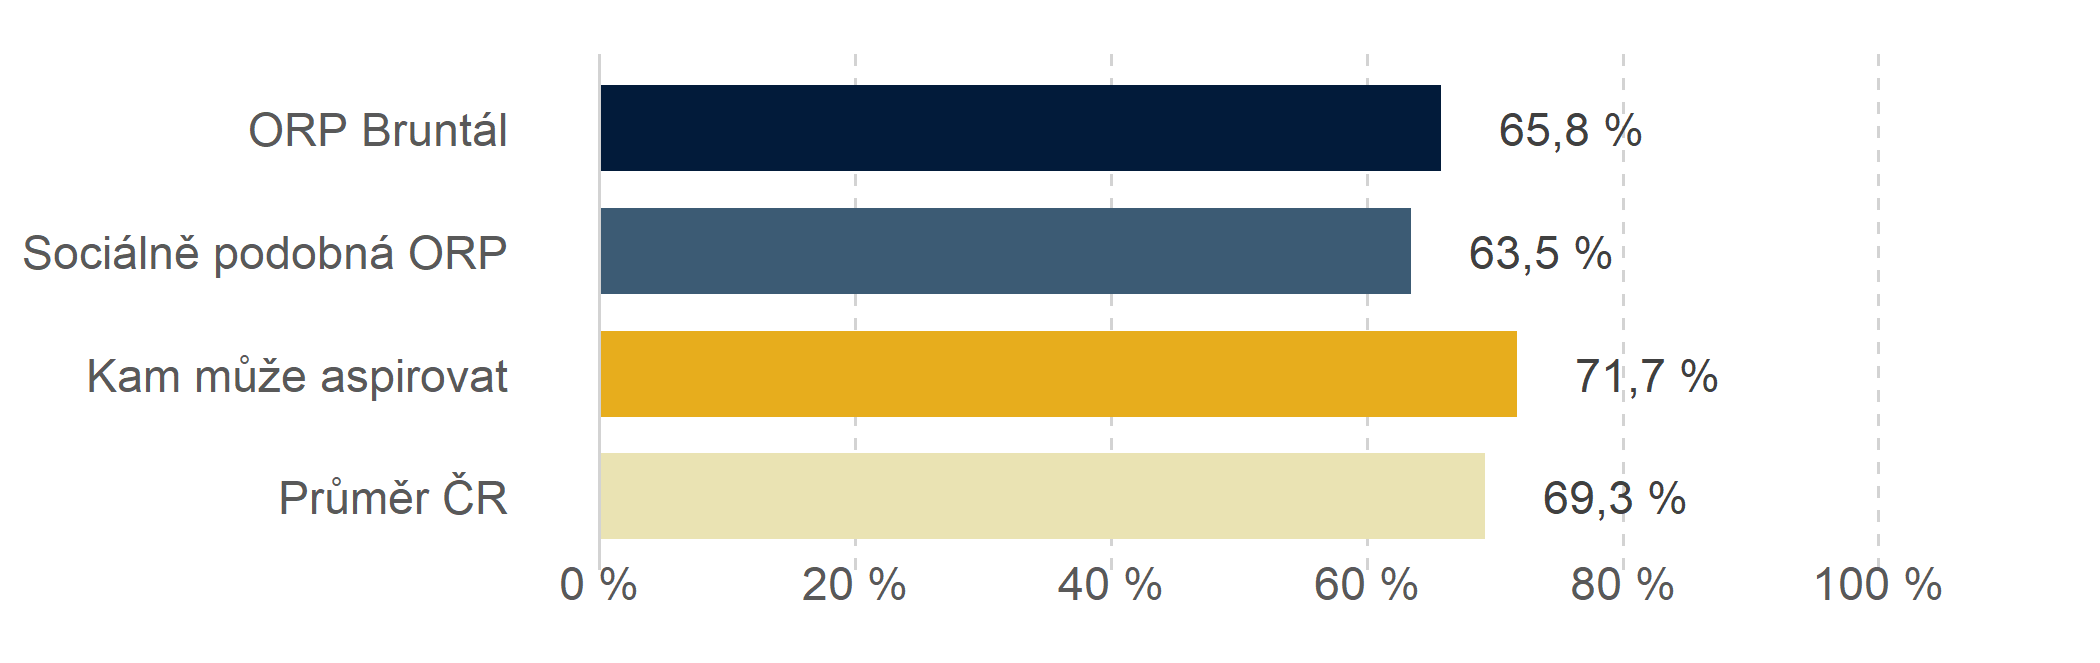 ORP Bruntál 65,8 %
Sociálně podobná ORP 63,5 %
Kam může aspirovat 71,7 %
Průměr ČR 69,3 %
0 % 20 % 40 % 60 % 80 % 100 %